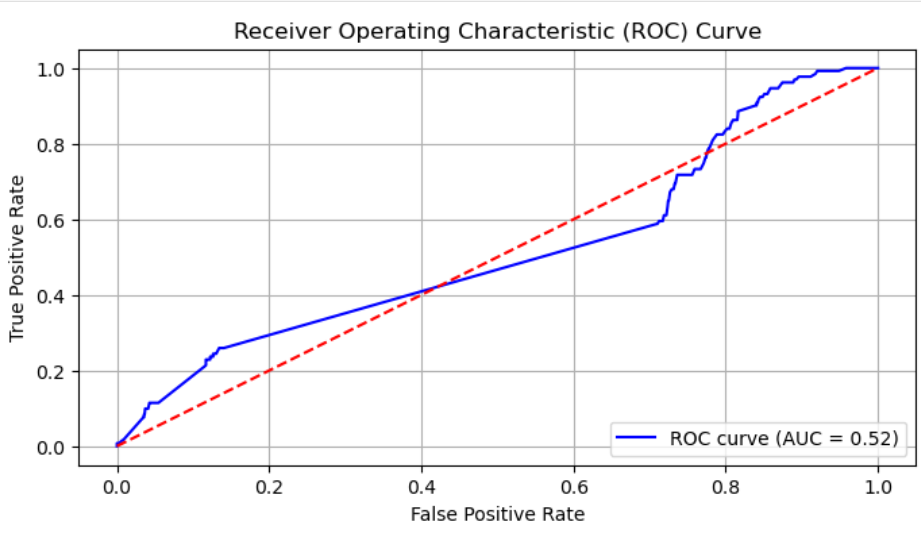 Receiver Operating Characteristic (ROC) Curve
1.0
0.8
0.6
0.4
0.2
0.0
True Positive Rate
ROC curve (AUC = 0.52)
0.0 0.2 0.4 0.6 0.8 1.0
False Positive Rate